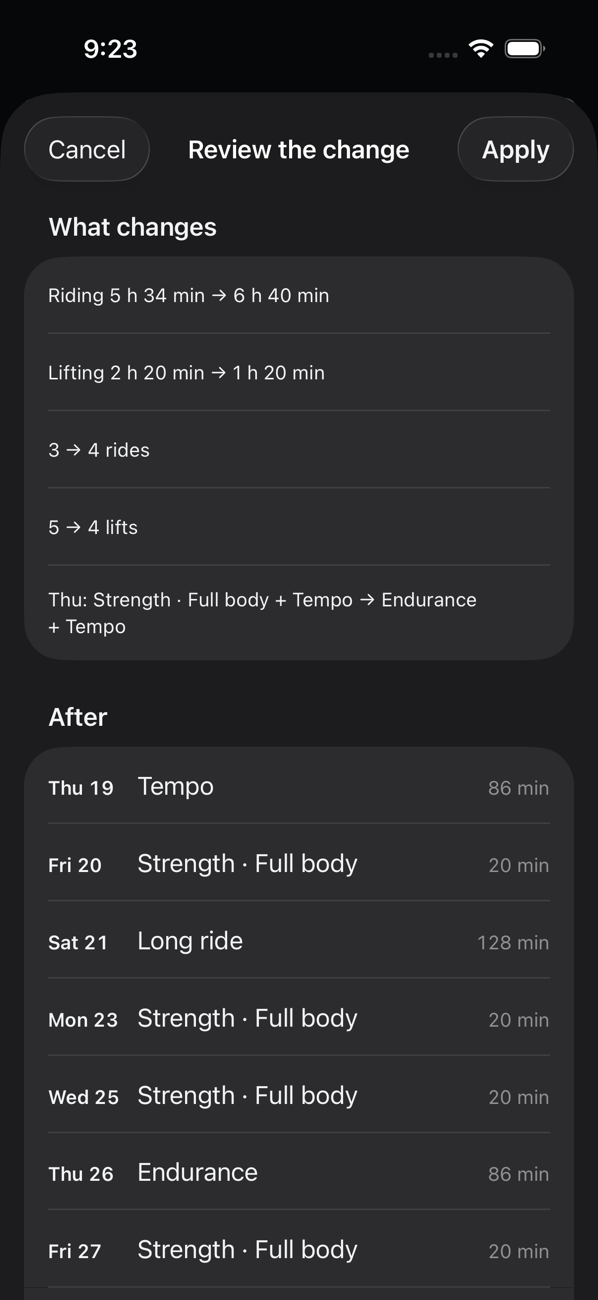 9:23
Cancel
Review the change
Apply
What changes
Riding 5 h 34 min → 6 h 40 min
Lifting 2 h 20 min → 1 h 20 min
3 → 4 rides
5 → 4 lifts
Thu: Strength · Full body + Tempo → Endurance
+ Tempo
After
Thu 19 Tempo 86 min
Fri 20 Strength · Full body 20 min
Sat 21 Long ride 128 min
Mon 23 Strength · Full body 20 min
Wed 25 Strength · Full body 20 min
Thu 26 Endurance 86 min
Fri 27 Strength · Full body 20 min